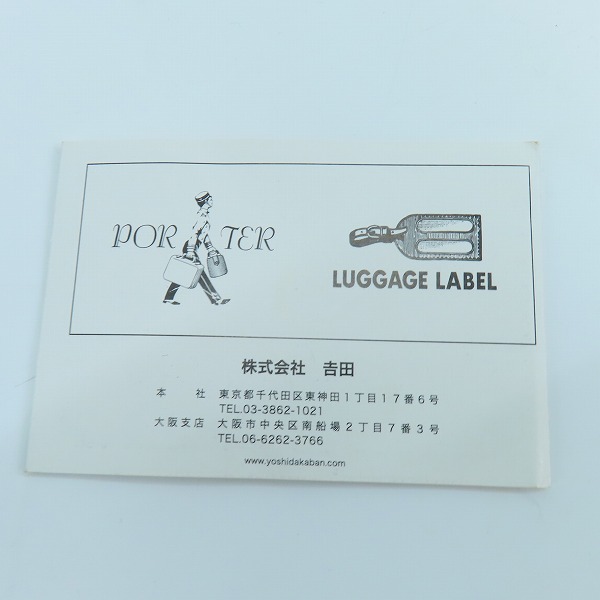 PORTER
LUGGAGE LABEL
株式会社 𠮷田
本 社 東京都千代田区東神田1丁目17番6号
TEL.03-3862-1021
大阪支店 大阪市中央区南船場2丁目7番3号
TEL.06-6262-3766
www.yoshidakaban.com